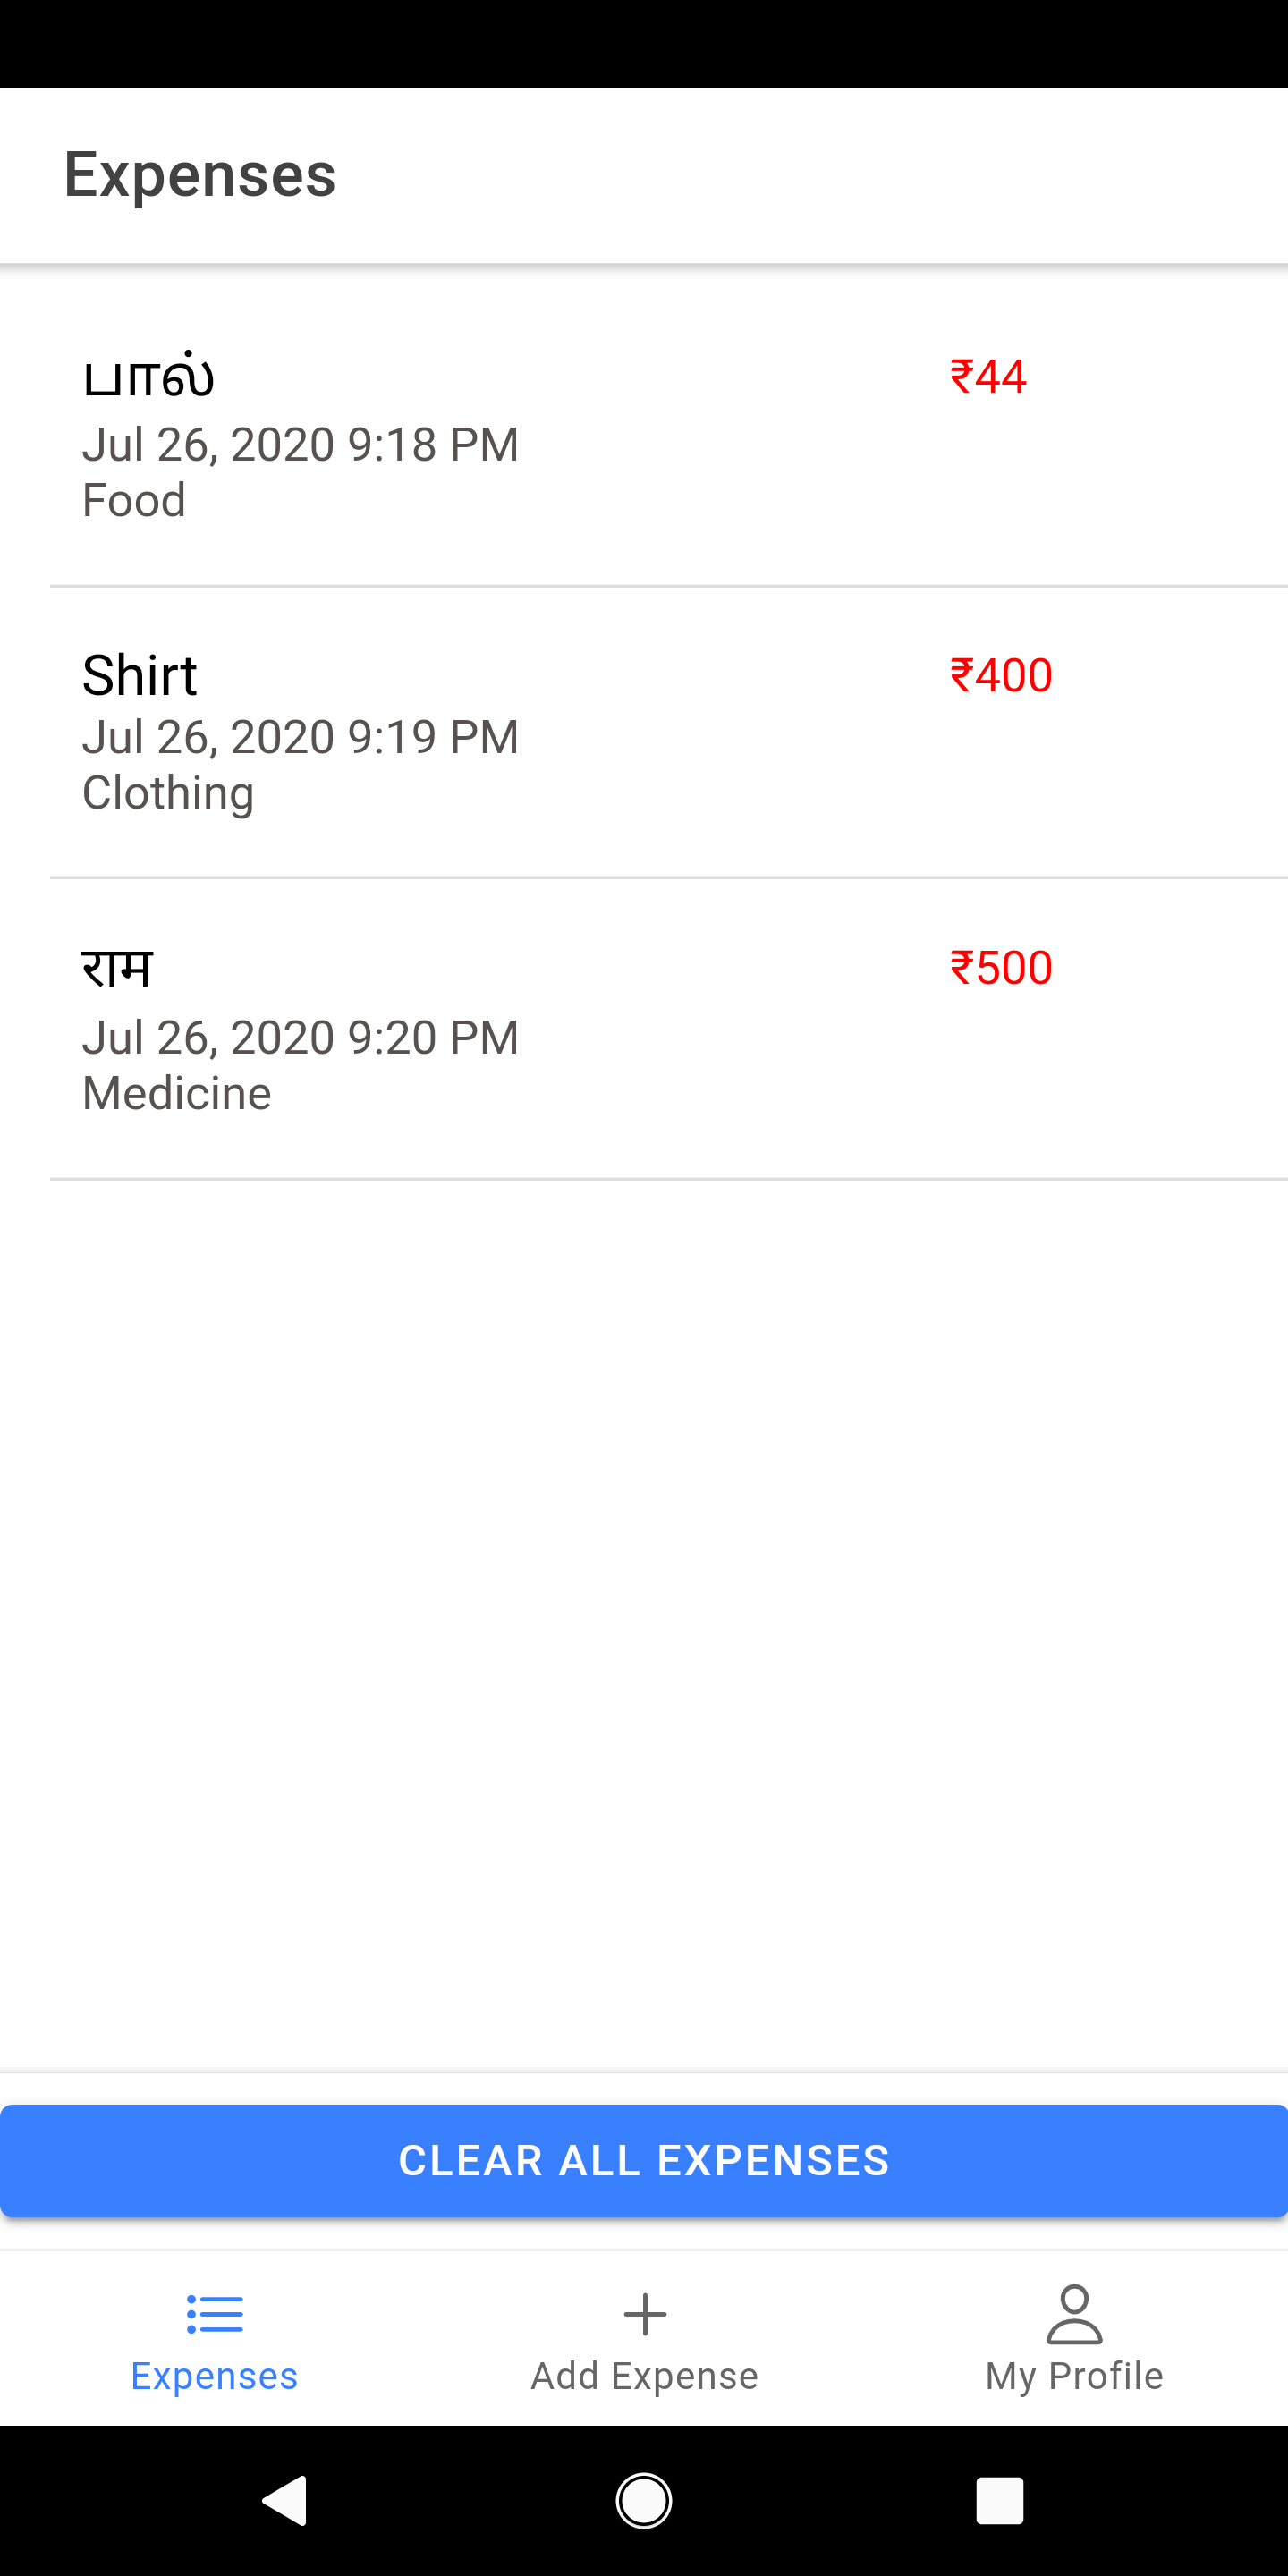 Expenses
பால்
₹44
Jul 26, 2020 9:18 PM
Food
Shirt
₹400
Jul 26, 2020 9:19 PM
Clothing
राम
₹500
Jul 26, 2020 9:20 PM
Medicine
CLEAR ALL EXPENSES
Expenses
Add Expense
My Profile